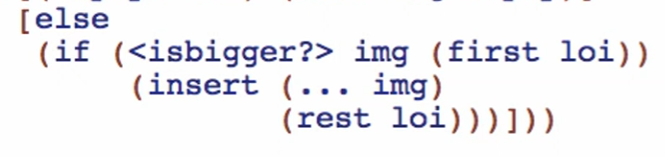 [else
(if (<isbigger?> img (first loi))
(insert (... img)
(rest loi)))]))